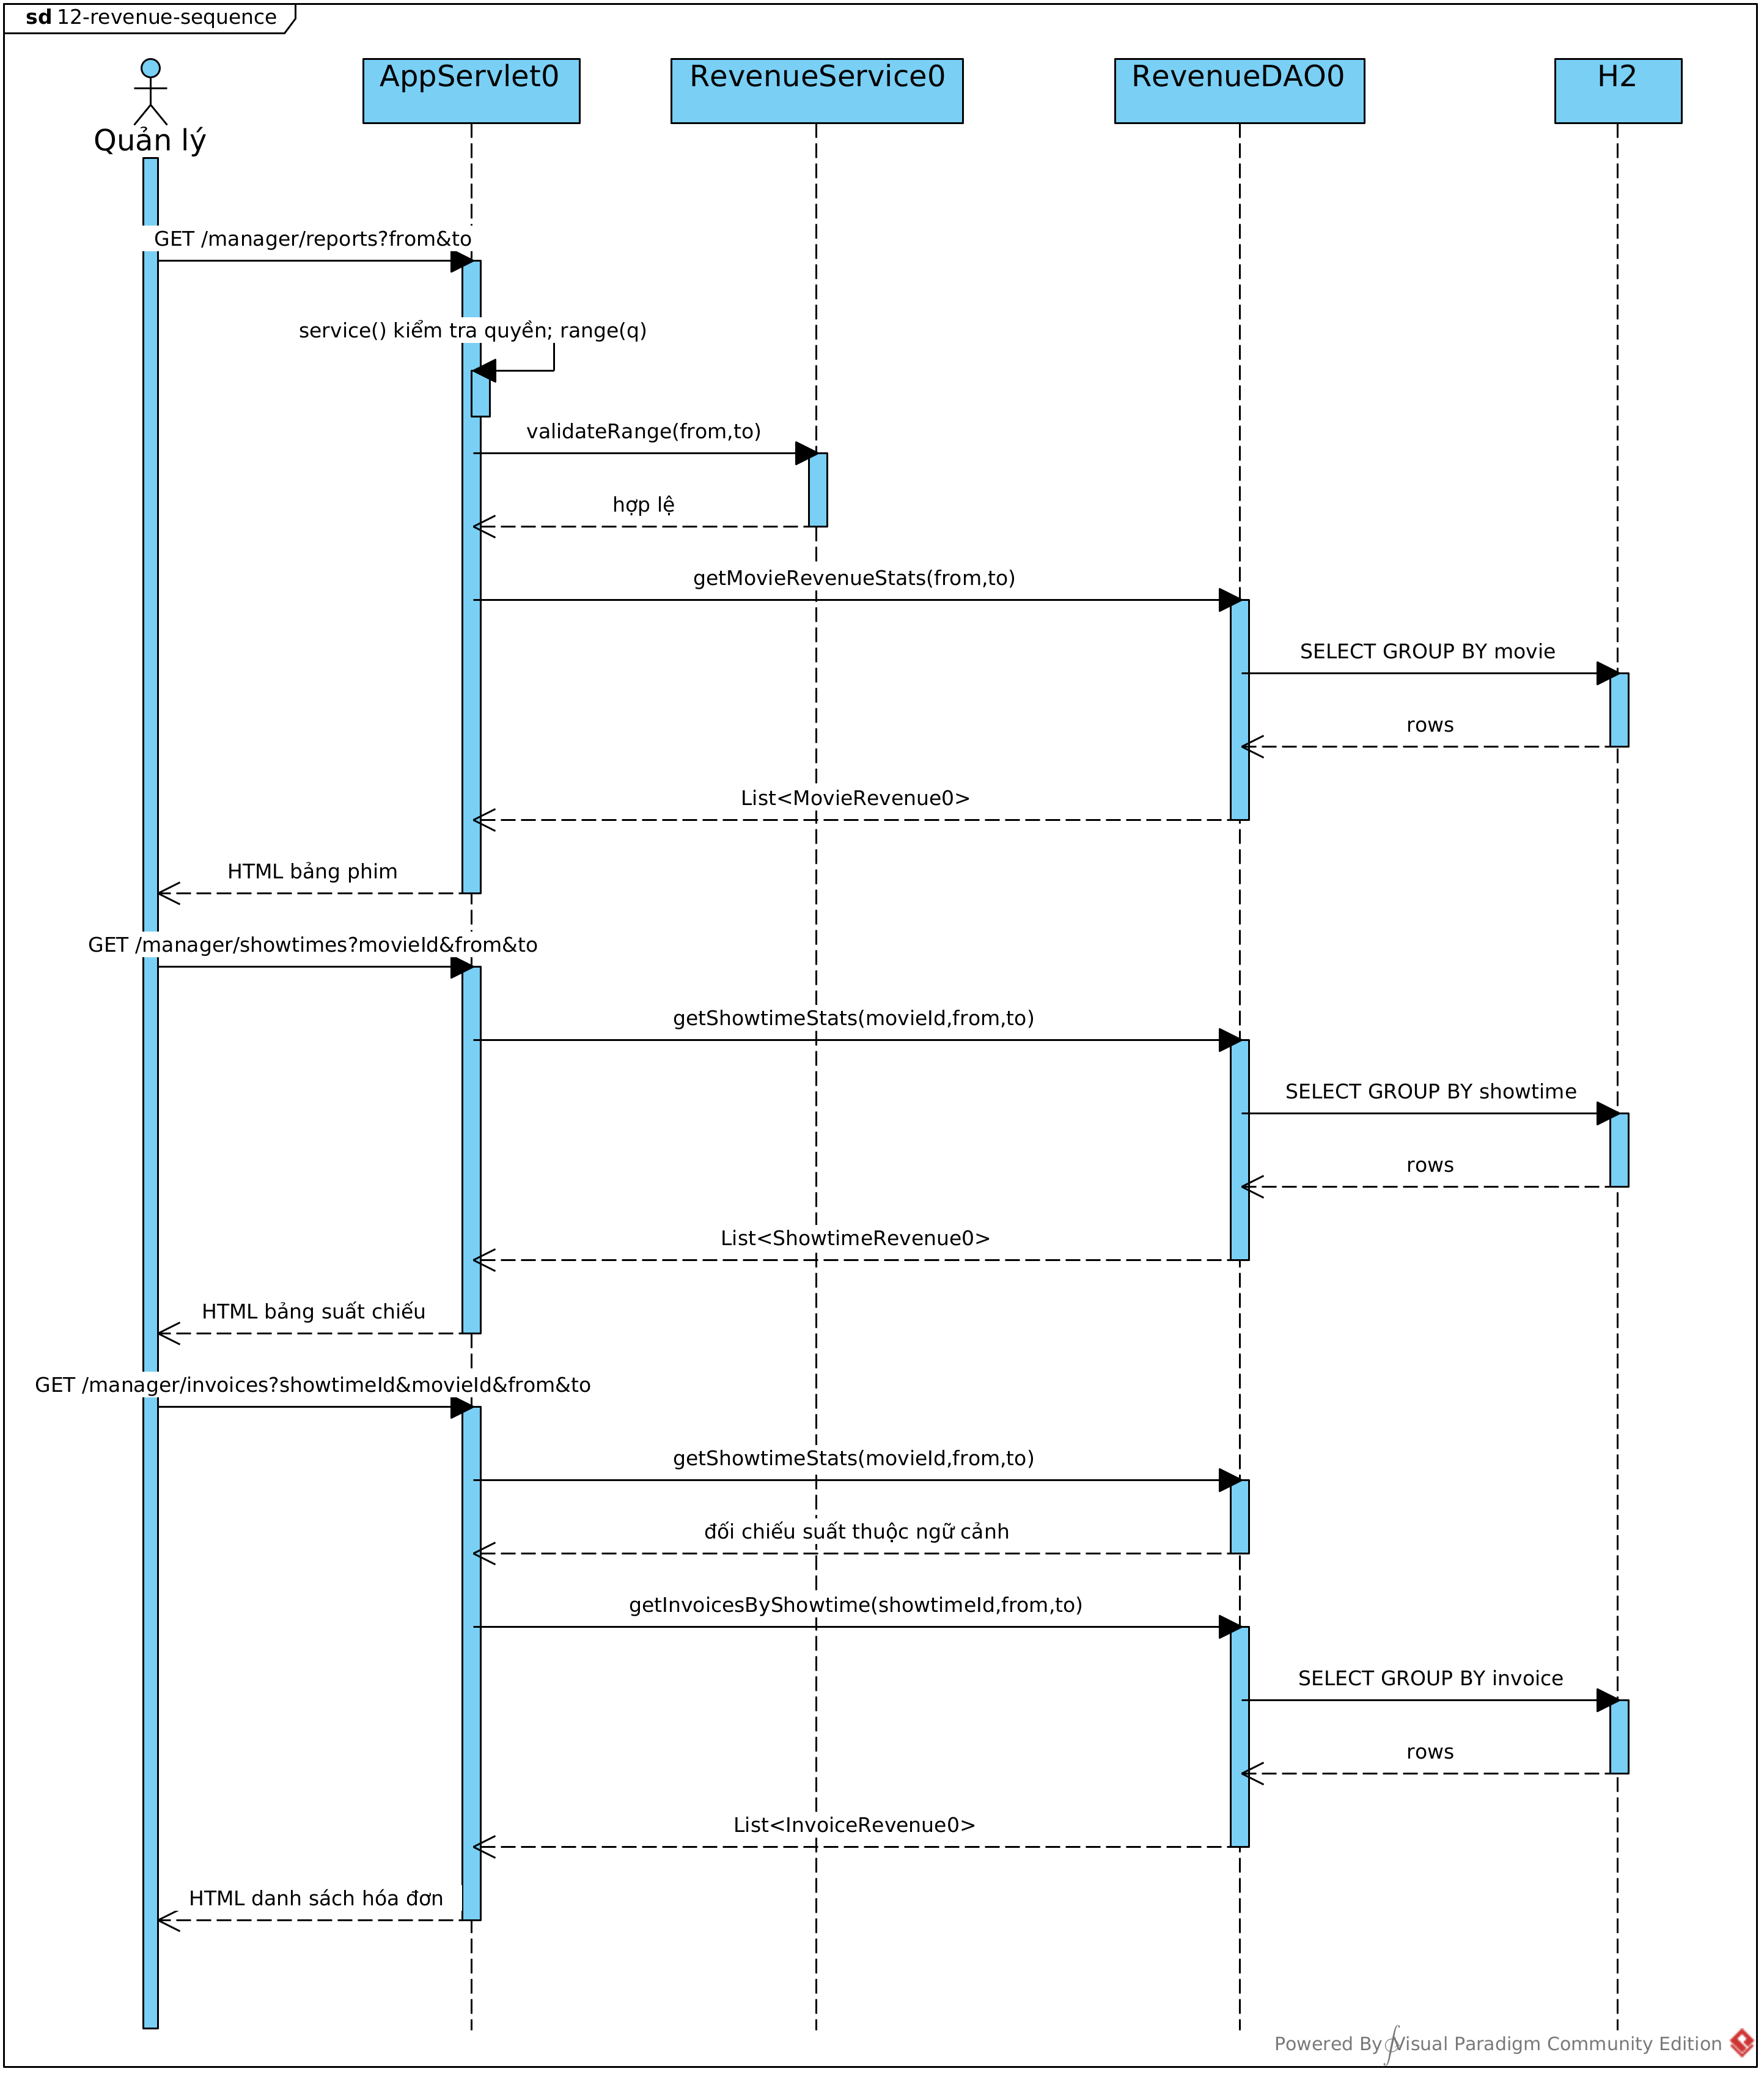 sd 12-revenue-sequence
AppServlet0
RevenueService0
RevenueDAO0
H2
Quản lý
GET /manager/reports?from&to
service() kiểm tra quyền; range(q)
validateRange(from,to)
hợp lệ
getMovieRevenueStats(from,to)
SELECT GROUP BY movie
rows
List<MovieRevenue0>
HTML bảng phim
GET /manager/showtimes?movieId&from&to
getShowtimeStats(movieId,from,to)
SELECT GROUP BY showtime
rows
List<ShowtimeRevenue0>
HTML bảng suất chiếu
GET /manager/invoices?showtimeId&movieId&from&to
getShowtimeStats(movieId,from,to)
đối chiếu suất thuộc ngữ cảnh
getInvoicesByShowtime(showtimeId,from,to)
SELECT GROUP BY invoice
rows
List<InvoiceRevenue0>
HTML danh sách hóa đơn
Powered By Visual Paradigm Community Edition